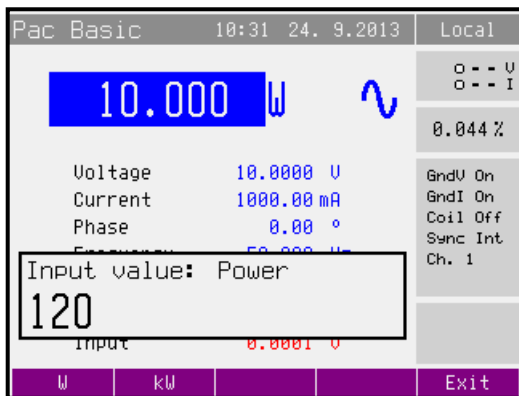 Pac Basic 10:31 24. 9.2013 Local
o-- V
o-- I
10.000 W
0.044 %
Voltage 10.0000 V
Current 1000.00 mA
Phase 0.00 °
GndV On
GndI On
Coil Off
Sync Int
Ch. 1
Input value: Power
120
Input 0.0001 V
W kW Exit